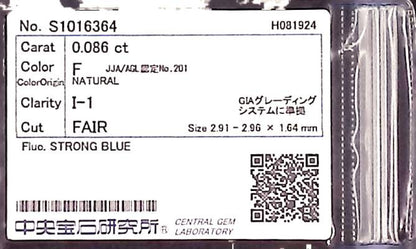 No. S1016364 H081924
Carat 0.086 ct
Color F JJA/AGL認定No.201
ColorOrigin NATURAL
Clarity I-1 GIAグレーディング
システムに準拠
Cut FAIR Size 2.91 - 2.96 × 1.64 mm
Fluo. STRONG BLUE
中央宝石研究所® CENTRAL GEM
LABORATORY